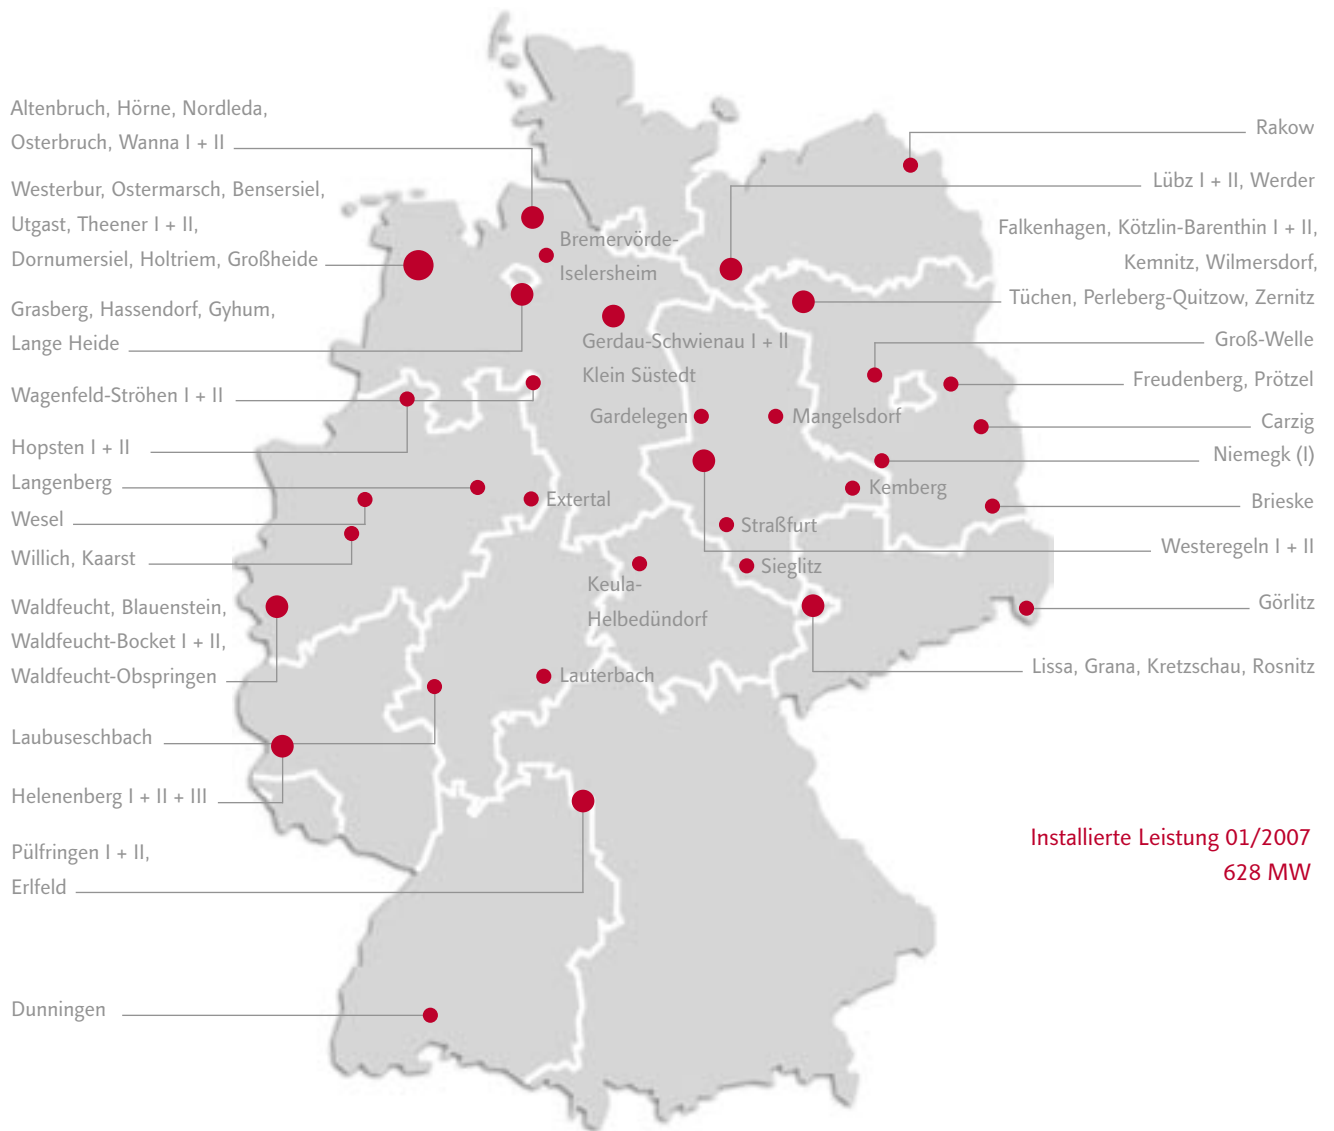 Altenbruch, Hörne, Nordleda,
Osterbruch, Wanna I + II
Westerbur, Ostermarsch, Bensersiel,
Utgast, Theener I + II,
Dornumersiel, Holtriem, Großheide
Grasberg, Hassendorf, Gyhum,
Lange Heide
Wagenfeld-Ströhen I + II
Hopsten I + II
Langenberg
Wesel
Willich, Kaarst
Waldfeucht, Blauenstein,
Waldfeucht-Bocket I + II,
Waldfeucht-Obspringen
Laubuseschbach
Helenenberg I + II + III
Pülfringen I + II,
Erlfeld
Dunningen
Bremervörde-
Iselersheim
Gerdau-Schwienau I + II
Klein Süstedt
Gardelegen
Mangelsdorf
Extertal
Kemberg
Straßfurt
Sieglitz
Keula-
Helbedündorf
Lauterbach
Rakow
Lübz I + II, Werder
Falkenhagen, Kötzlin-Barenthin I + II,
Kemnitz, Wilmersdorf,
Tüchen, Perleberg-Quitzow, Zernitz
Groß-Welle
Freudenberg, Prötzel
Carzig
Niemegk (I)
Brieske
Westeregeln I + II
Görlitz
Lissa, Grana, Kretzschau, Rosnitz
Installierte Leistung 01/2007
628 MW